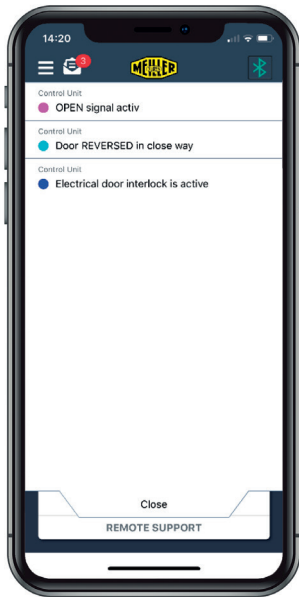 14:20
3
MEILLER
Control Unit
OPEN signal activ
Control Unit
Door REVERSED in close way
Control Unit
Electrical door interlock is active
Close
REMOTE SUPPORT